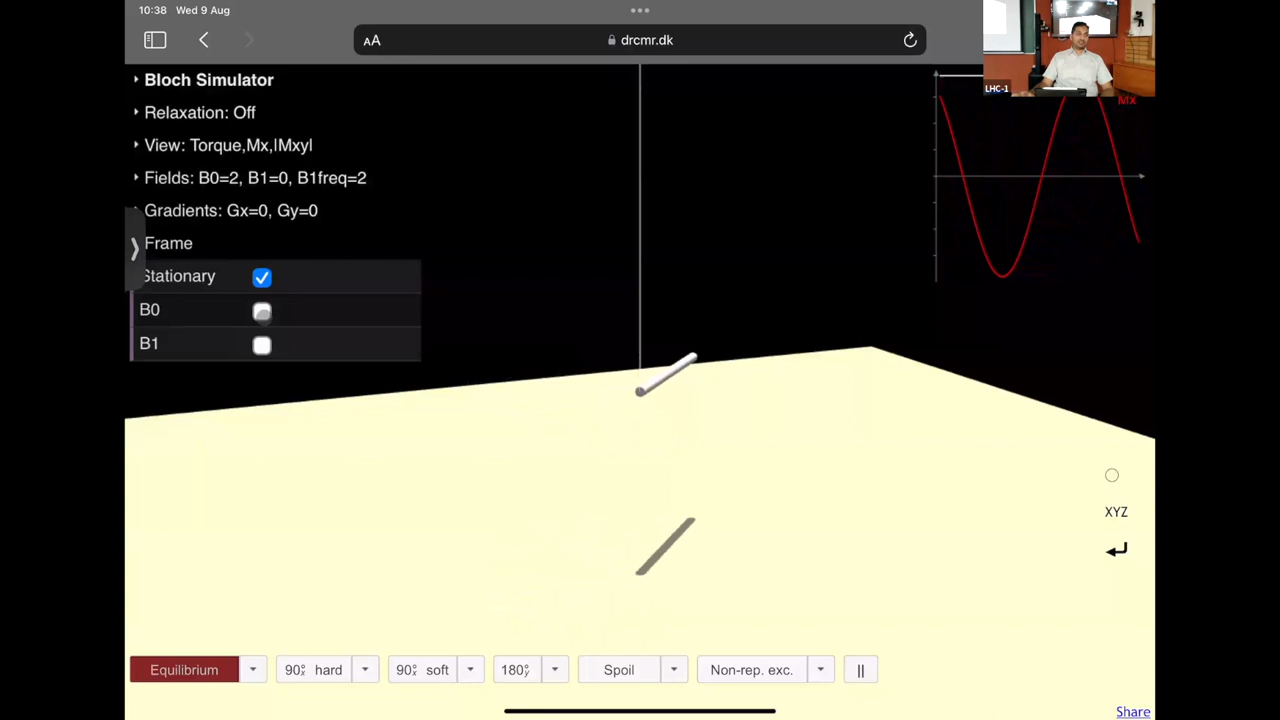 10:38 Wed 9 Aug
AA
drcmr.dk
LHC-1
Bloch Simulator
Relaxation: Off
View: Torque,Mx,|Mxy|
Fields: B0=2, B1=0, B1freq=2
Gradients: Gx=0, Gy=0
Frame
Stationary
B0
B1
Mx
XYZ
Equilibrium
90°x hard
90°x soft
180°y
Spoil
Non-rep. exc.
||
Share